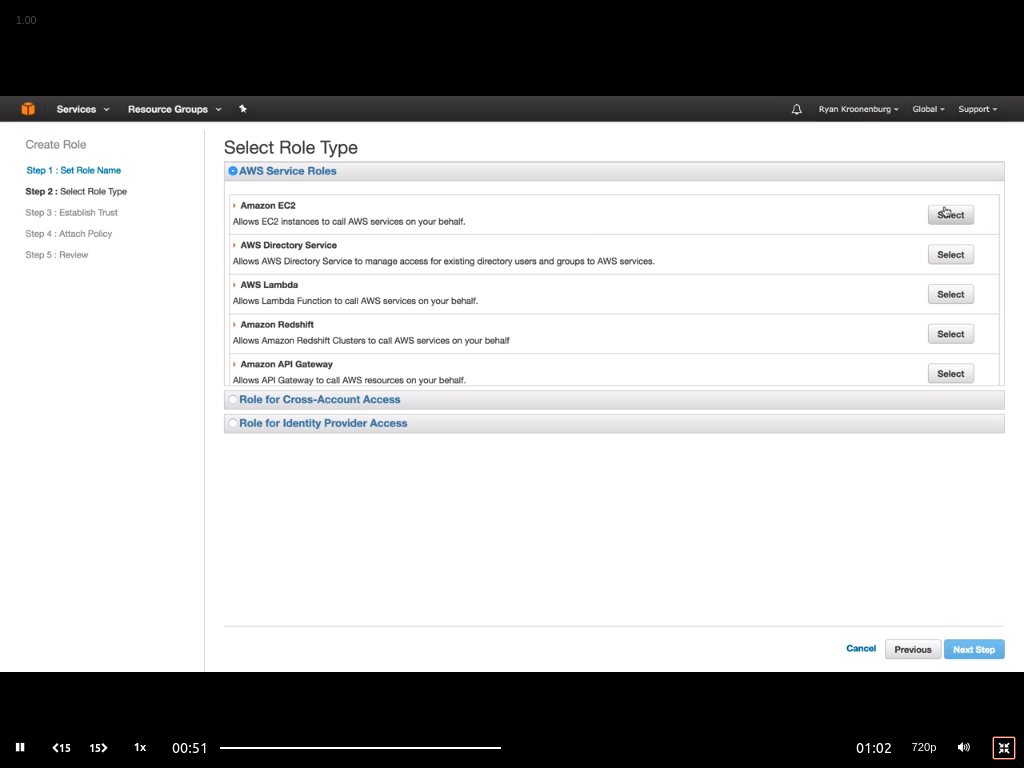 1.00
Services Resource Groups Ryan Kroonenburg Global Support
Create Role
Step 1 : Set Role Name
Step 2 : Select Role Type
Step 3 : Establish Trust
Step 4 : Attach Policy
Step 5 : Review
Select Role Type
AWS Service Roles
Amazon EC2
Allows EC2 instances to call AWS services on your behalf.
Select
AWS Directory Service
Allows AWS Directory Service to manage access for existing directory users and groups to AWS services.
Select
AWS Lambda
Allows Lambda Function to call AWS services on your behalf.
Select
Amazon Redshift
Allows Amazon Redshift Clusters to call AWS services on your behalf
Select
Amazon API Gateway
Allows API Gateway to call AWS resources on your behalf.
Select
Role for Cross-Account Access
Role for Identity Provider Access
Cancel Previous Next Step
15 15 1x 00:51 01:02 720p